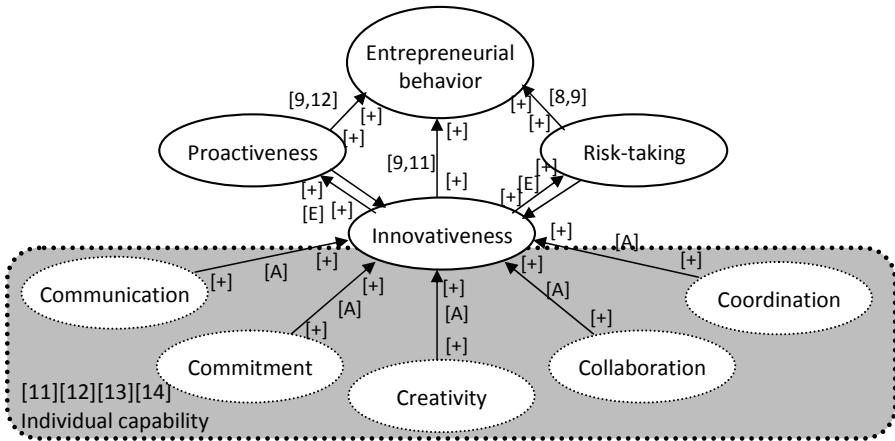 Entrepreneurial
behavior
[9,12]
[8,9]
[+]
[+]
[+]
[+]
[+]
Proactiveness
[9,11]
Risk-taking
[+]
[+]
[E]
[+]
[+]
[E]
[+]
[+]
Innovativeness
[+]
[A]
[+]
[A]
[+]
[+]
[+]
Communication
[+]
[A]
[+]
[+]
[A]
[+]
[A]
[+]
Coordination
[+]
Commitment
Collaboration
Creativity
[11][12][13][14]
Individual capability